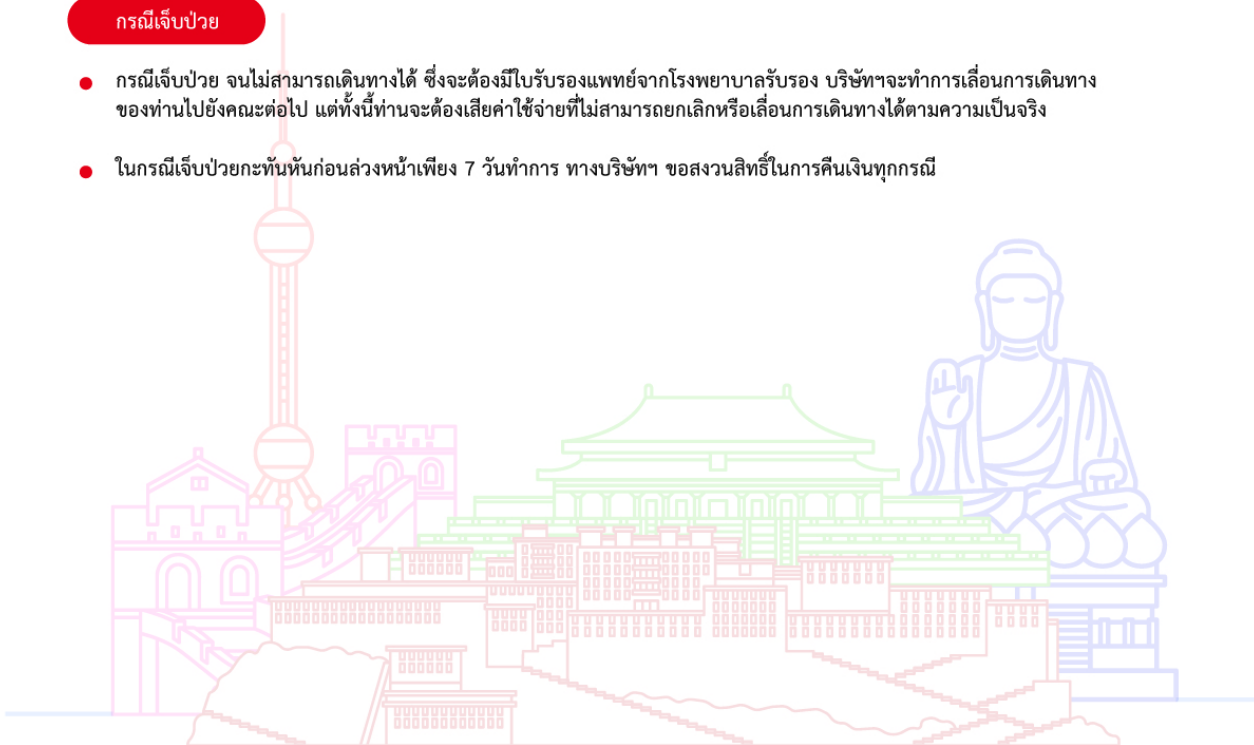 กรณีเจ็บป่วย
กรณีเจ็บป่วย จนไม่สามารถเดินทางได้ ซึ่งจะต้องมีใบรับรองแพทย์จากโรงพยาบาลรับรอง บริษัทฯจะทำการเลื่อนการเดินทาง
ของท่านไปยังคณะต่อไป แต่ทั้งนี้ท่านจะต้องเสียค่าใช้จ่ายที่ไม่สามารถยกเลิกหรือเลื่อนการเดินทางได้ตามความเป็นจริง
ในกรณีเจ็บป่วยกะทันหันก่อนล่วงหน้าเพียง 7 วันทำการ ทางบริษัทฯ ขอสงวนสิทธิ์ในการคืนเงินทุกกรณี